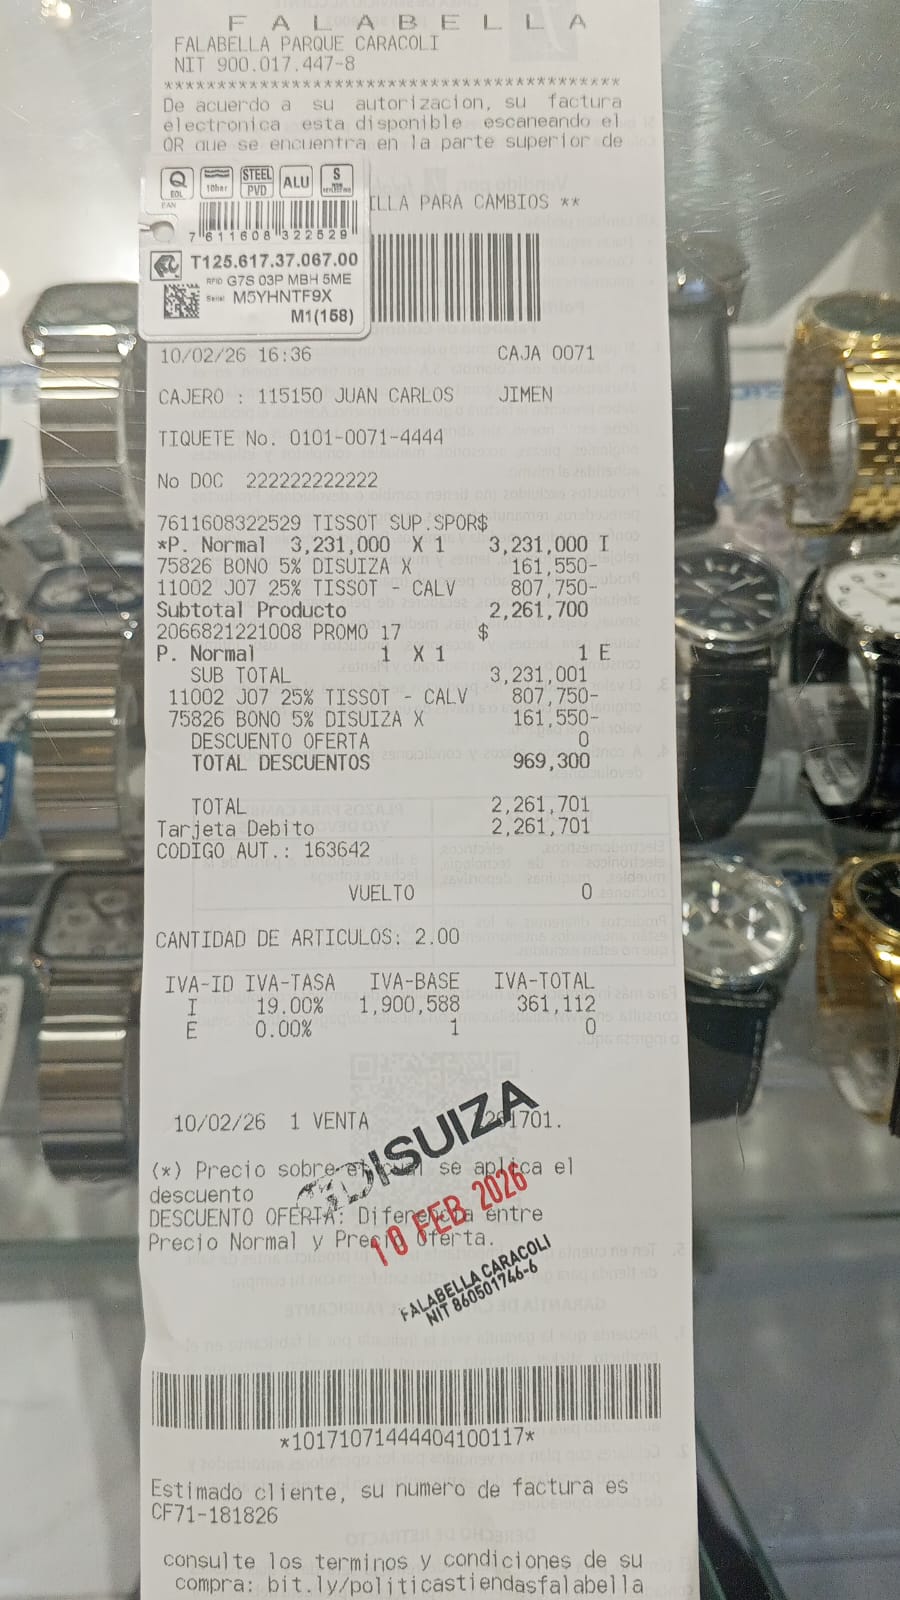 F A L A B E L L A
FALABELLA PARQUE CARACOLI
NIT 900.017.447-8
*******************************************
De acuerdo a su autorizacion, su factura
electronica esta disponible escaneando el
QR que se encuentra en la parte superior de
ILLA PARA CAMBIOS **
Q EOL 10bar STEEL PVD ALU S
EAN
7 611608 322529
T125.617.37.067.00
RFID G7S 03P MBH 5ME
Serial M5YHNTF9X
M1(158)
10/02/26 16:36 CAJA 0071
CAJERO : 115150 JUAN CARLOS JIMEN
TIQUETE No. 0101-0071-4444
No DOC 222222222222
7611608322529 TISSOT SUP.SPOR$
*P. Normal 3,231,000 X 1 3,231,000 I
75826 BONO 5% DISUIZA X 161,550-
11002 J07 25% TISSOT - CALV 807,750-
Subtotal Producto 2,261,700
2066821221008 PROMO 17 $
P. Normal 1 X 1 1 E
SUB TOTAL 3,231,001
11002 J07 25% TISSOT - CALV 807,750-
75826 BONO 5% DISUIZA X 161,550-
DESCUENTO OFERTA 0
TOTAL DESCUENTOS 969,300
TOTAL 2,261,701
Tarjeta Debito 2,261,701
CODIGO AUT.: 163642
VUELTO 0
CANTIDAD DE ARTICULOS: 2.00
IVA-ID IVA-TASA IVA-BASE IVA-TOTAL
I 19.00% 1,900,588 361,112
E 0.00% 1 0
10/02/26 1 VENTA 261701.
DISUIZA
(*) Precio sobre el cual se aplica el
descuento
10 FEB 2026
DESCUENTO OFERTA: Diferencia entre
Precio Normal y Precio Oferta.
FALABELLA CARACOLI
NIT 860501746-6
*10171071444404100117*
Estimado cliente, su numero de factura es
CF71-181826
consulte los terminos y condiciones de su
compra: bit.ly/politicastiendasfalabella